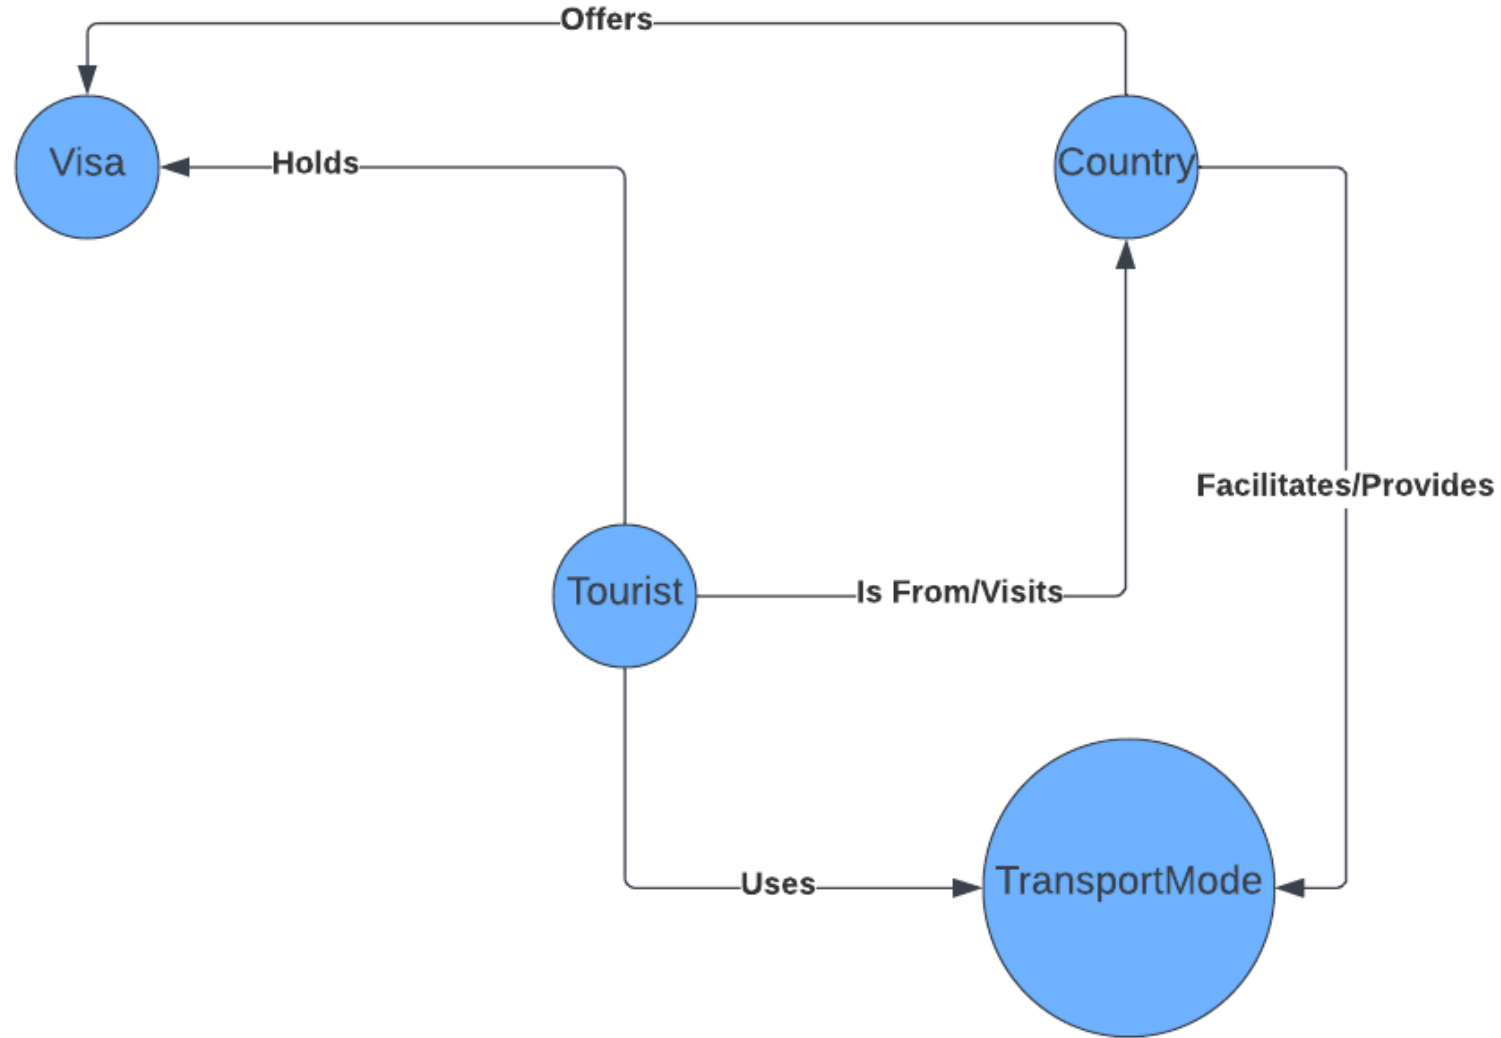 Offers
Visa
Holds
Country
Facilitates/Provides
Tourist
Is From/Visits
Uses
TransportMode